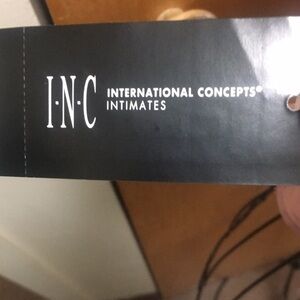 I·N·C
INTERNATIONAL CONCEPTS®
INTIMATES